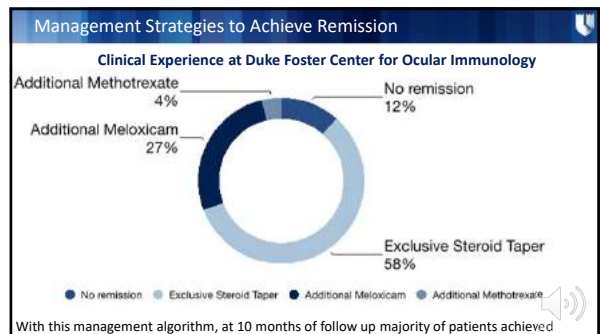 Management Strategies to Achieve Remission
Clinical Experience at Duke Foster Center for Ocular Immunology
Additional Methotrexate
4%
No remission
12%
Additional Meloxicam
27%
Exclusive Steroid Taper
58%
No remission Exclusive Steroid Taper Additional Meloxicam Additional Methotrexate
With this management algorithm, at 10 months of follow up majority of patients achieved